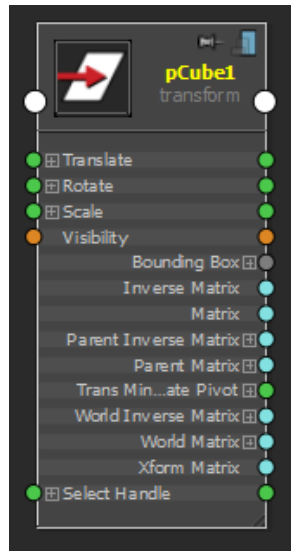 pCube1
transform
Translate
Rotate
Scale
Visibility
Bounding Box
Inverse Matrix
Matrix
Parent Inverse Matrix
Parent Matrix
Trans Min...ate Pivot
World Inverse Matrix
World Matrix
Xform Matrix
Select Handle